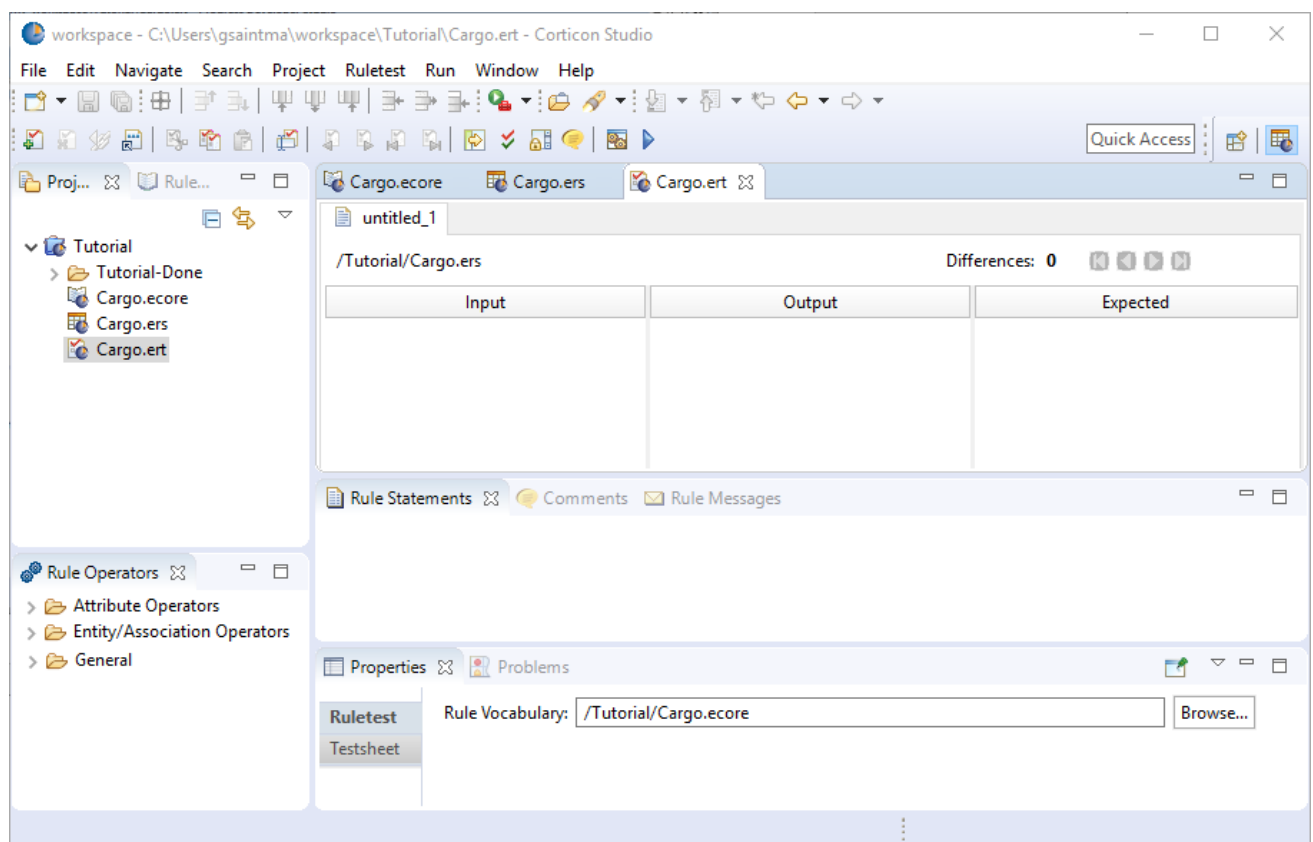 workspace - C:\Users\gsaintma\workspace\Tutorial\Cargo.ert - Corticon Studio
File Edit Navigate Search Project Ruletest Run Window Help
Quick Access
Proj... Rule...
Tutorial
Tutorial-Done
Cargo.ecore
Cargo.ers
Cargo.ert
Cargo.ecore Cargo.ers Cargo.ert
untitled_1
/Tutorial/Cargo.ers Differences: 0
Input Output Expected
Rule Statements Comments Rule Messages
Rule Operators
Attribute Operators
Entity/Association Operators
General
Properties Problems
Ruletest
Testsheet
Rule Vocabulary: /Tutorial/Cargo.ecore Browse...